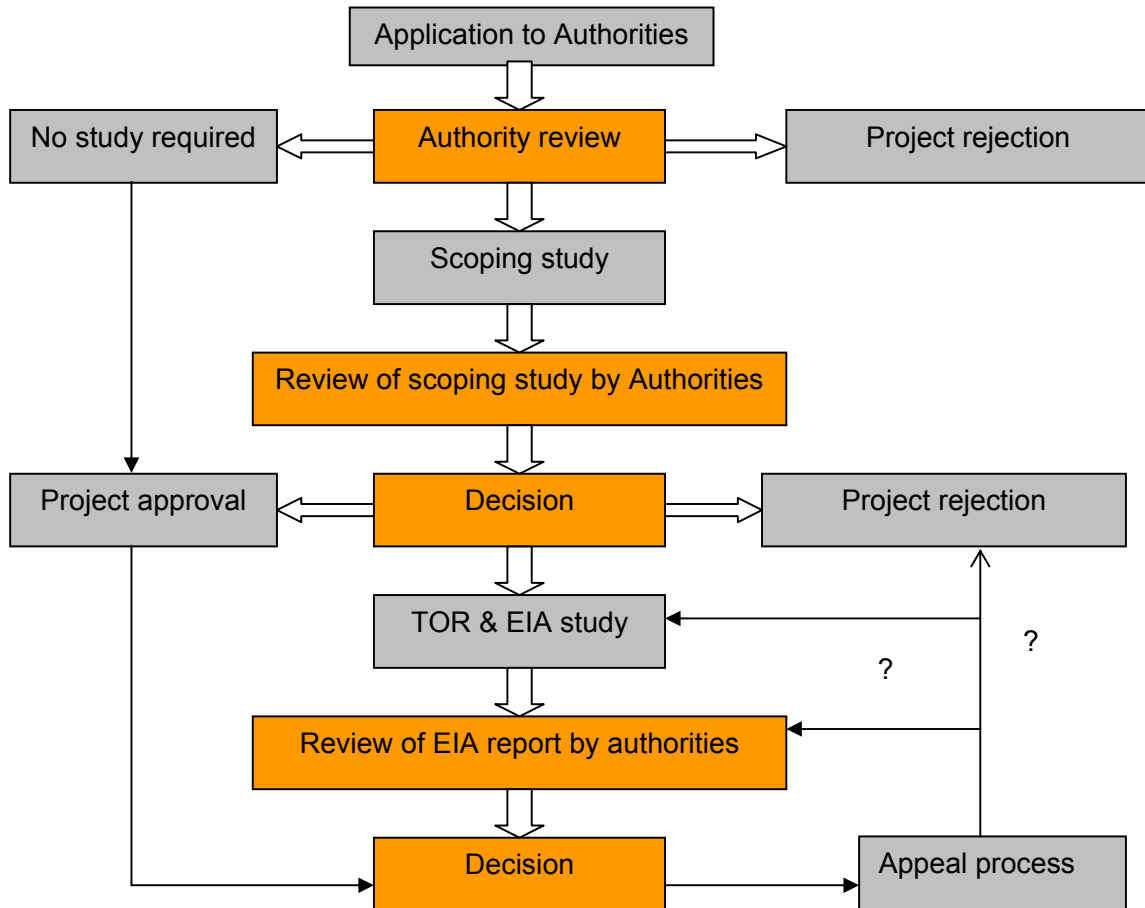 Application to Authorities
No study required
Authority review
Project rejection
Scoping study
Review of scoping study by Authorities
Project approval
Decision
Project rejection
TOR & EIA study
?
?
Review of EIA report by authorities
Decision
Appeal process